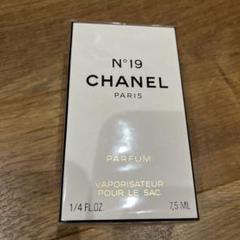 N°19
CHANEL
PARIS
PARFUM
VAPORISATEUR
POUR LE SAC
1/4 FL.OZ. 7,5 ML